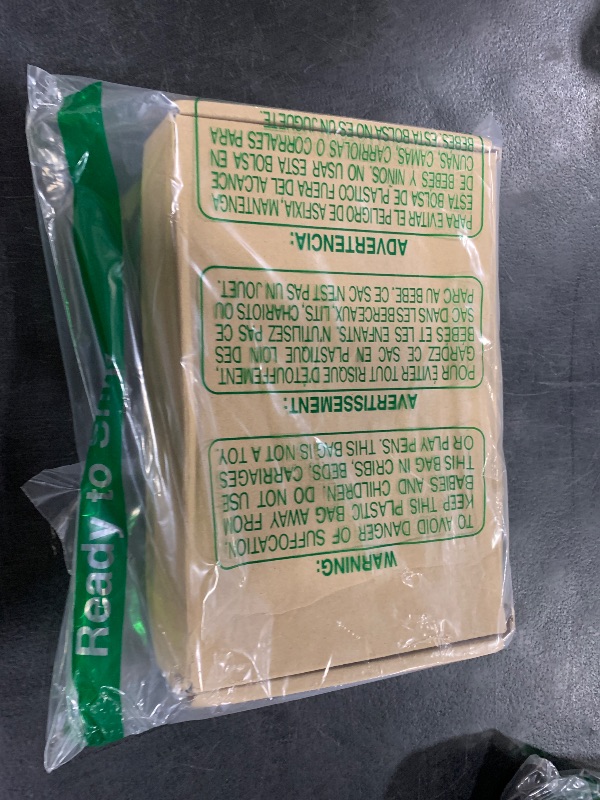 Ready to
WARNING:
TO AVOID DANGER OF SUFFOCATION,
KEEP THIS PLASTIC BAG AWAY FROM
BABIES AND CHILDREN. DO NOT USE
THIS BAG IN CRIBS, BEDS, CARRIAGES
OR PLAY PENS. THIS BAG IS NOT A TOY.
AVERTISSEMENT:
POUR ÉVITER TOUT RISQUE D'ÉTOUFFEMENT,
GARDEZ CE SAC EN PLASTIQUE LOIN DES
BEBÉS ET LES ENFANTS. N'UTILISEZ PAS CE
SAC DANS LES BERCEAUX, LITS, CHARIOTS OU
PARC AU BEBE. CE SAC N'EST PAS UN JOUET.
ADVERTENCIA:
PARA EVITAR EL PELIGRO DE ASFIXIA, MANTENGA
ESTA BOLSA DE PLASTICO FUERA DEL ALCANCE
DE BEBES Y NINOS. NO USAR ESTA BOLSA EN
CUNAS, CAMAS, CARRIOLAS O CORRALES PARA
BEBES. ESTA BOLSA NO ES UN JUGUETE.